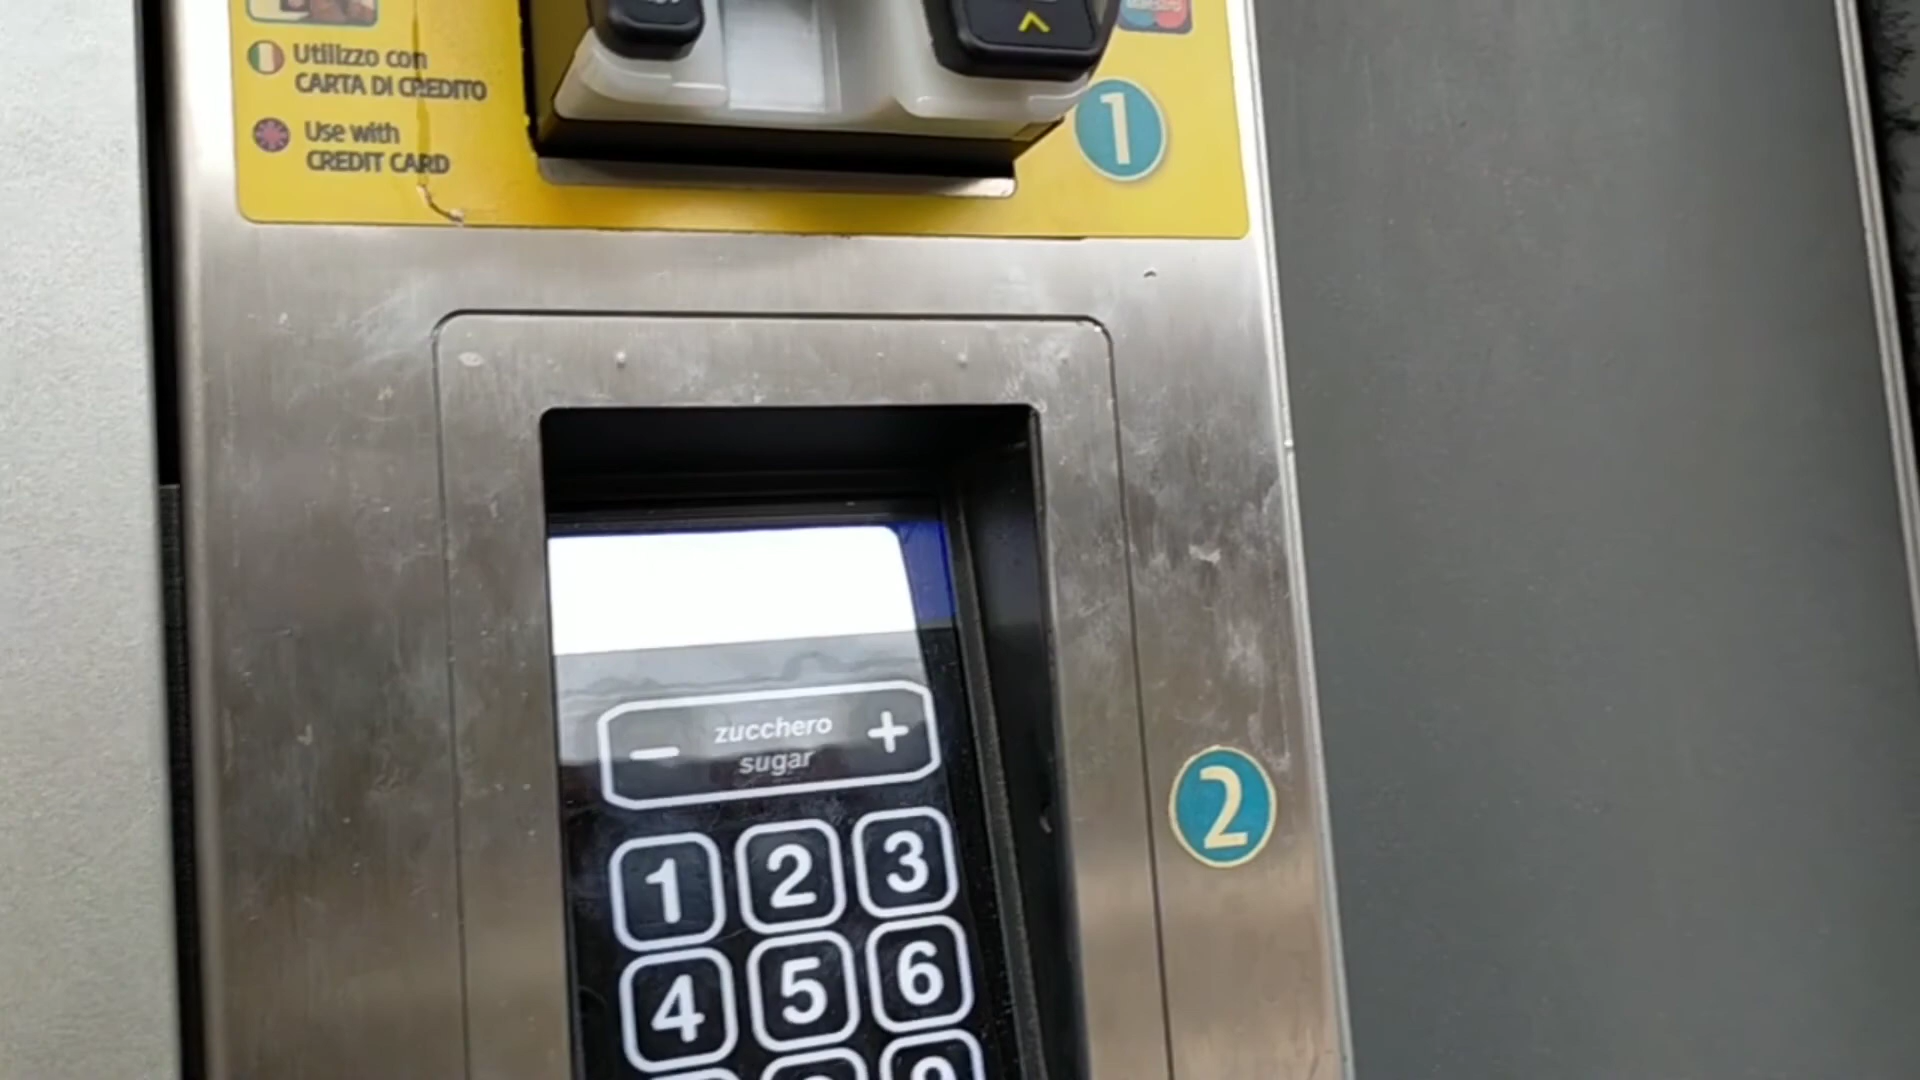 Utilizzo con
CARTA DI CREDITO
Use with
CREDIT CARD
1
zucchero
sugar
- +
2
1 2 3
4 5 6